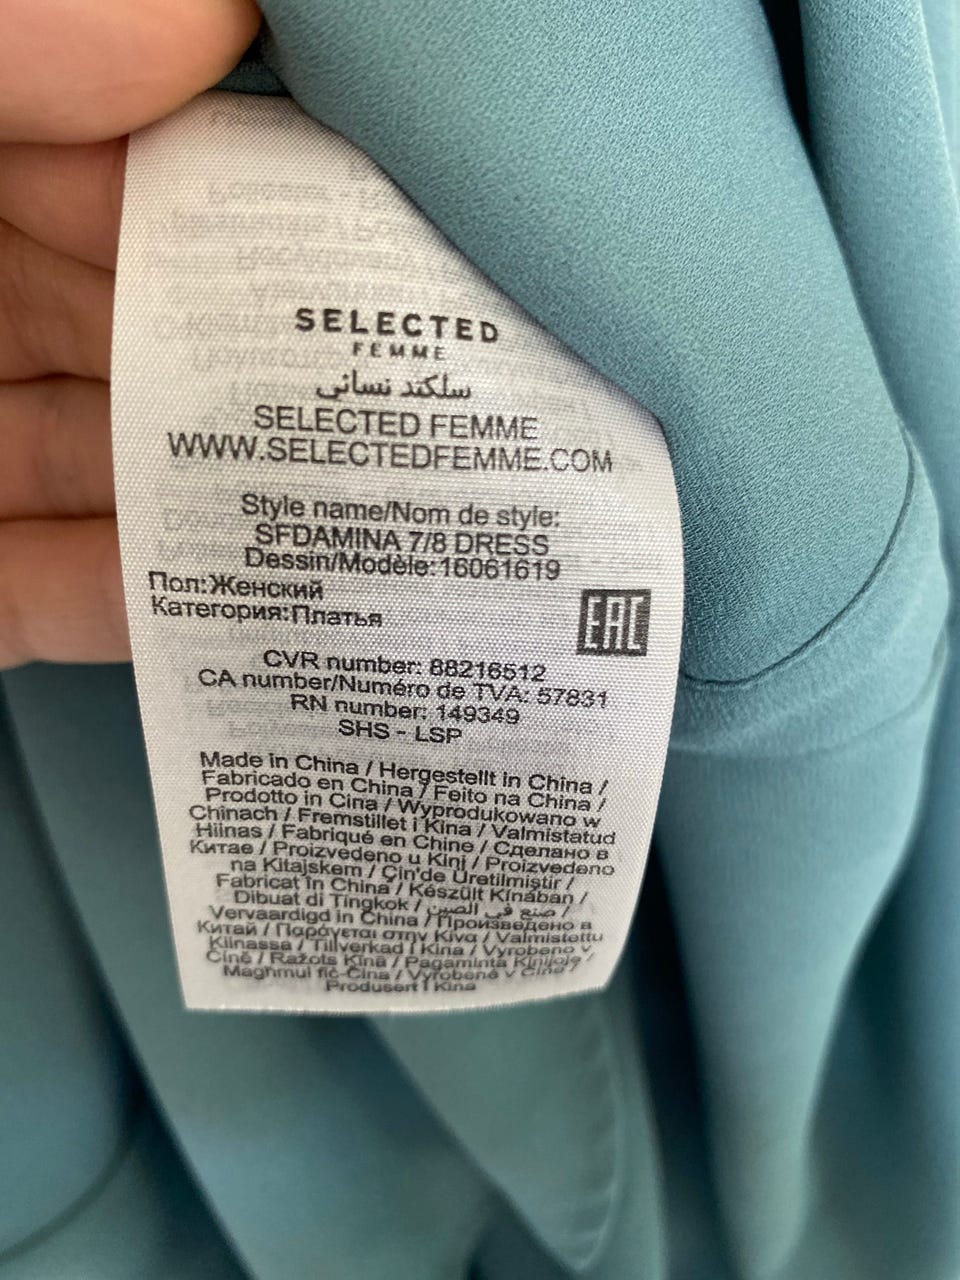 SELECTED
FEMME
سلكتد نسائي
SELECTED FEMME
WWW.SELECTEDFEMME.COM
Style name/Nom de style:
SFDAMINA 7/8 DRESS
Dessin/Modèle:16061619
Пол:Женский
Категория:Платья
EAC
CVR number: 88216512
CA number/Numéro de TVA: 57831
RN number: 149349
SHS - LSP
Made in China / Hergestellt in China /
Fabricado en China / Feito na China /
Prodotto in Cina / Wyprodukowano w
Chinach / Fremstillet i Kina / Valmistatud
Hiinas / Fabriqué en Chine / Сделано в
Китае / Proizvedeno u Kini / Proizvedeno
na Kitajskem / Çin'de Üretilmiştir /
Fabricat în China / Készült Kínában /
Dibuat di Tingkok / صنع في الصين /
Vervaardigd in China / Произведено в
Китай / Παράγεται στην Κίνα / Valmistettu
Kiinassa / Tillverkad i Kina / Vyrobeno v
Číně / Ražots Ķīnā / Pagaminta Kinijoje /
Magħmul fiċ-Ċina / Vyrobené v Číne /
Produsert i Kina